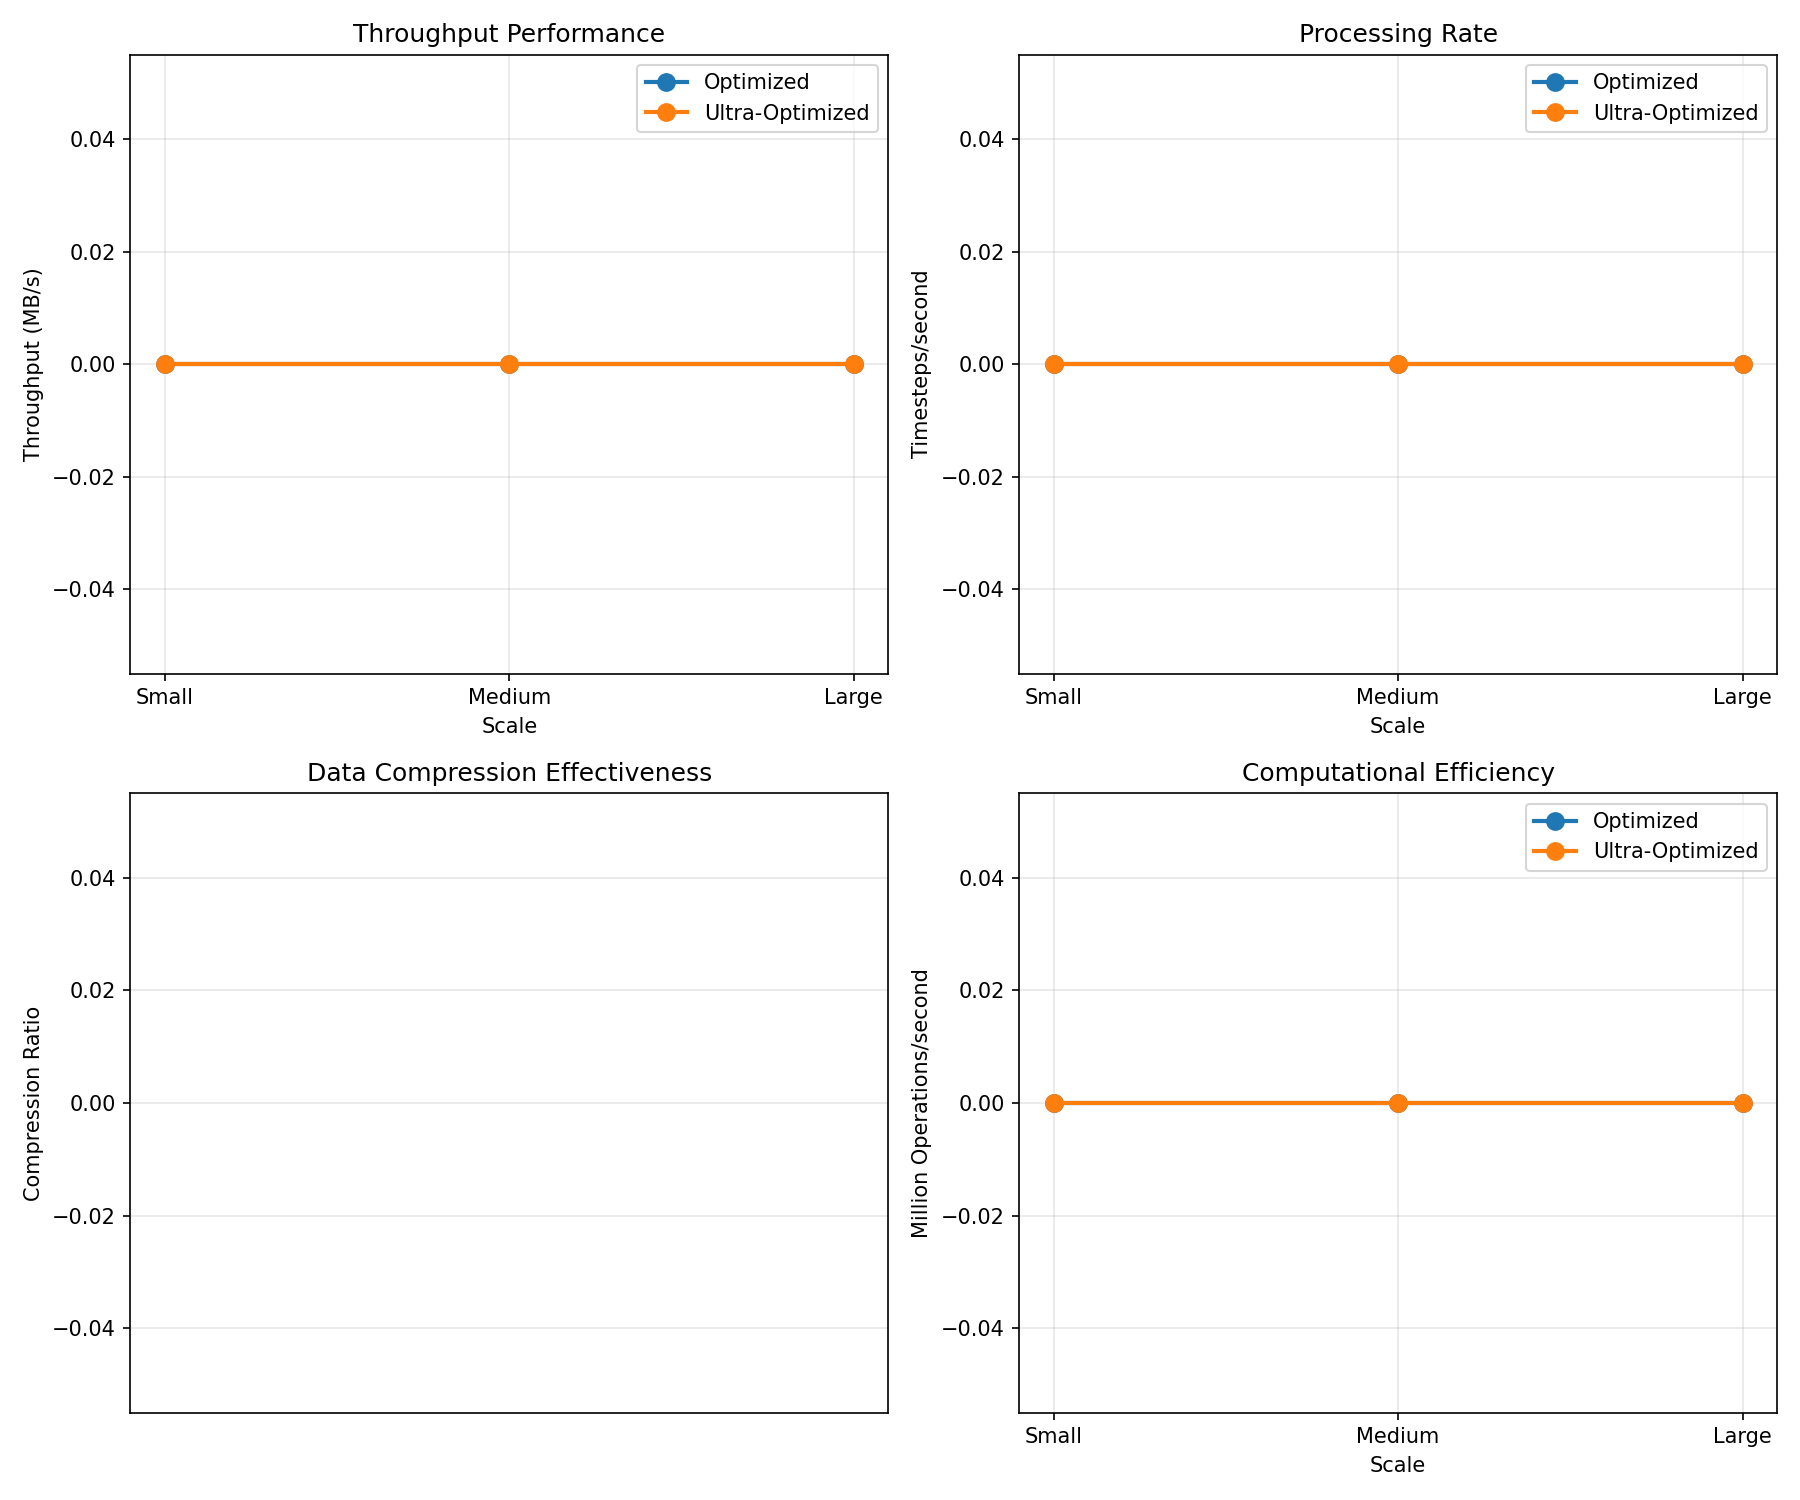 Throughput Performance
Optimized
Ultra-Optimized
0.04
0.02
0.00
−0.02
−0.04
Throughput (MB/s)
Small Medium Large
Scale
Processing Rate
Optimized
Ultra-Optimized
0.04
0.02
0.00
−0.02
−0.04
Timesteps/second
Small Medium Large
Scale
Data Compression Effectiveness
0.04
0.02
0.00
−0.02
−0.04
Compression Ratio
Computational Efficiency
Optimized
Ultra-Optimized
0.04
0.02
0.00
−0.02
−0.04
Million Operations/second
Small Medium Large
Scale